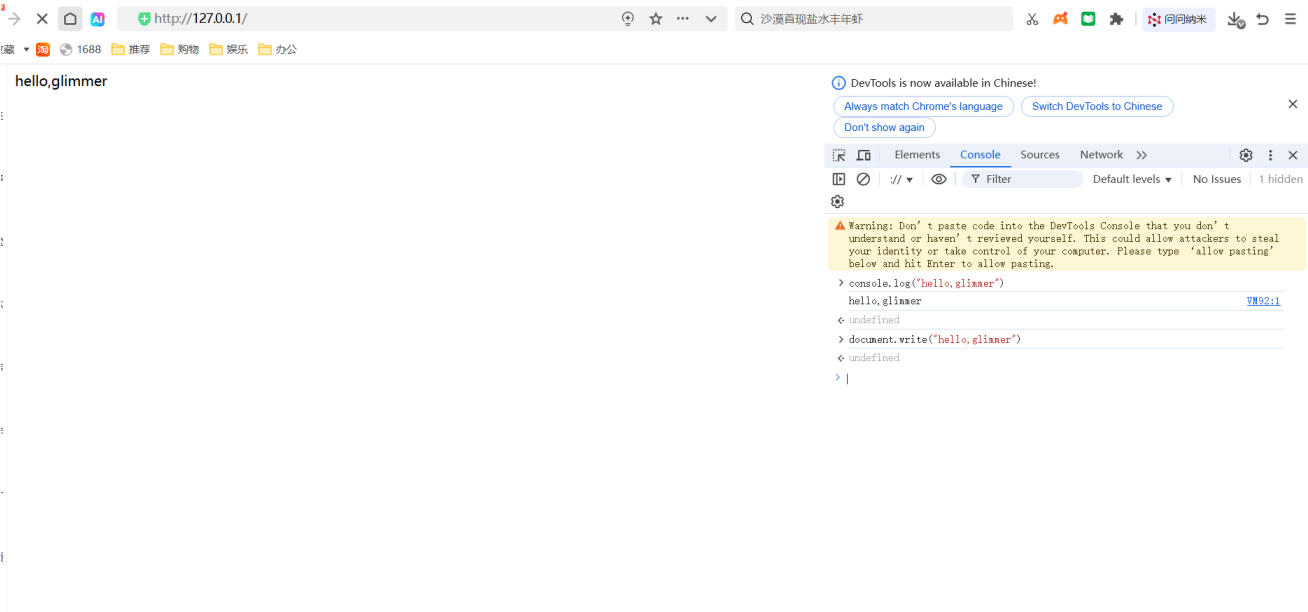 AI
http://127.0.0.1/
沙漠首现盐水丰年虾
问问纳米
藏
淘
1688
推荐
购物
娱乐
办公
hello,glimmer
DevTools is now available in Chinese!
Always match Chrome's language
Switch DevTools to Chinese
Don't show again
Elements
Console
Sources
Network
Filter
Default levels
No Issues
1 hidden
Warning: Don’t paste code into the DevTools Console that you don’t
understand or haven’t reviewed yourself. This could allow attackers to steal
your identity or take control of your computer. Please type ‘allow pasting’
below and hit Enter to allow pasting.
> console.log("hello,glimmer")
hello,glimmer
VM92:1
undefined
> document.write("hello,glimmer")
undefined
>